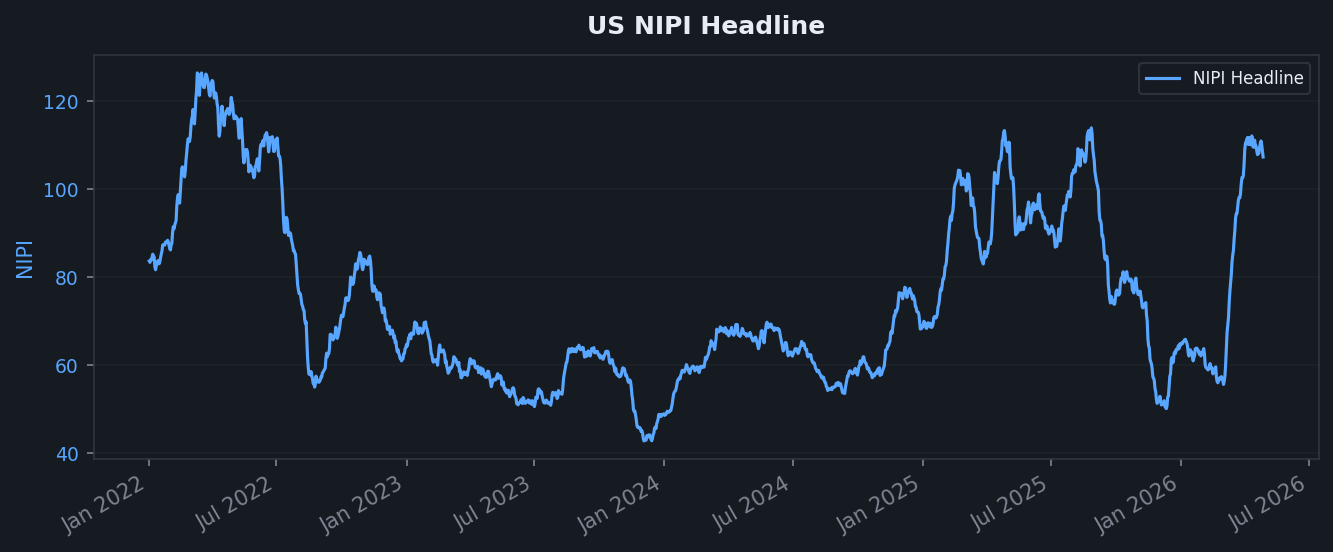 US NIPI Headline
NIPI Headline
NIPI
120
100
80
60
40
Jan 2022
Jul 2022
Jan 2023
Jul 2023
Jan 2024
Jul 2024
Jan 2025
Jul 2025
Jan 2026
Jul 2026